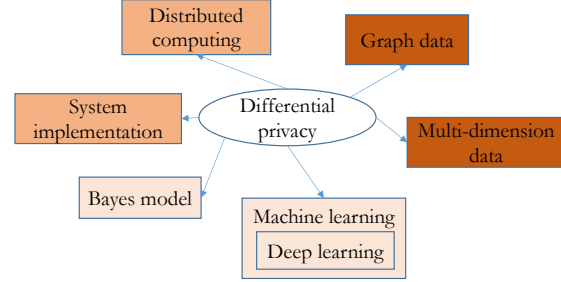 Distributed
computing
Graph data
System
implementation
Differential
privacy
Multi-dimension
data
Bayes model
Machine learning
Deep learning